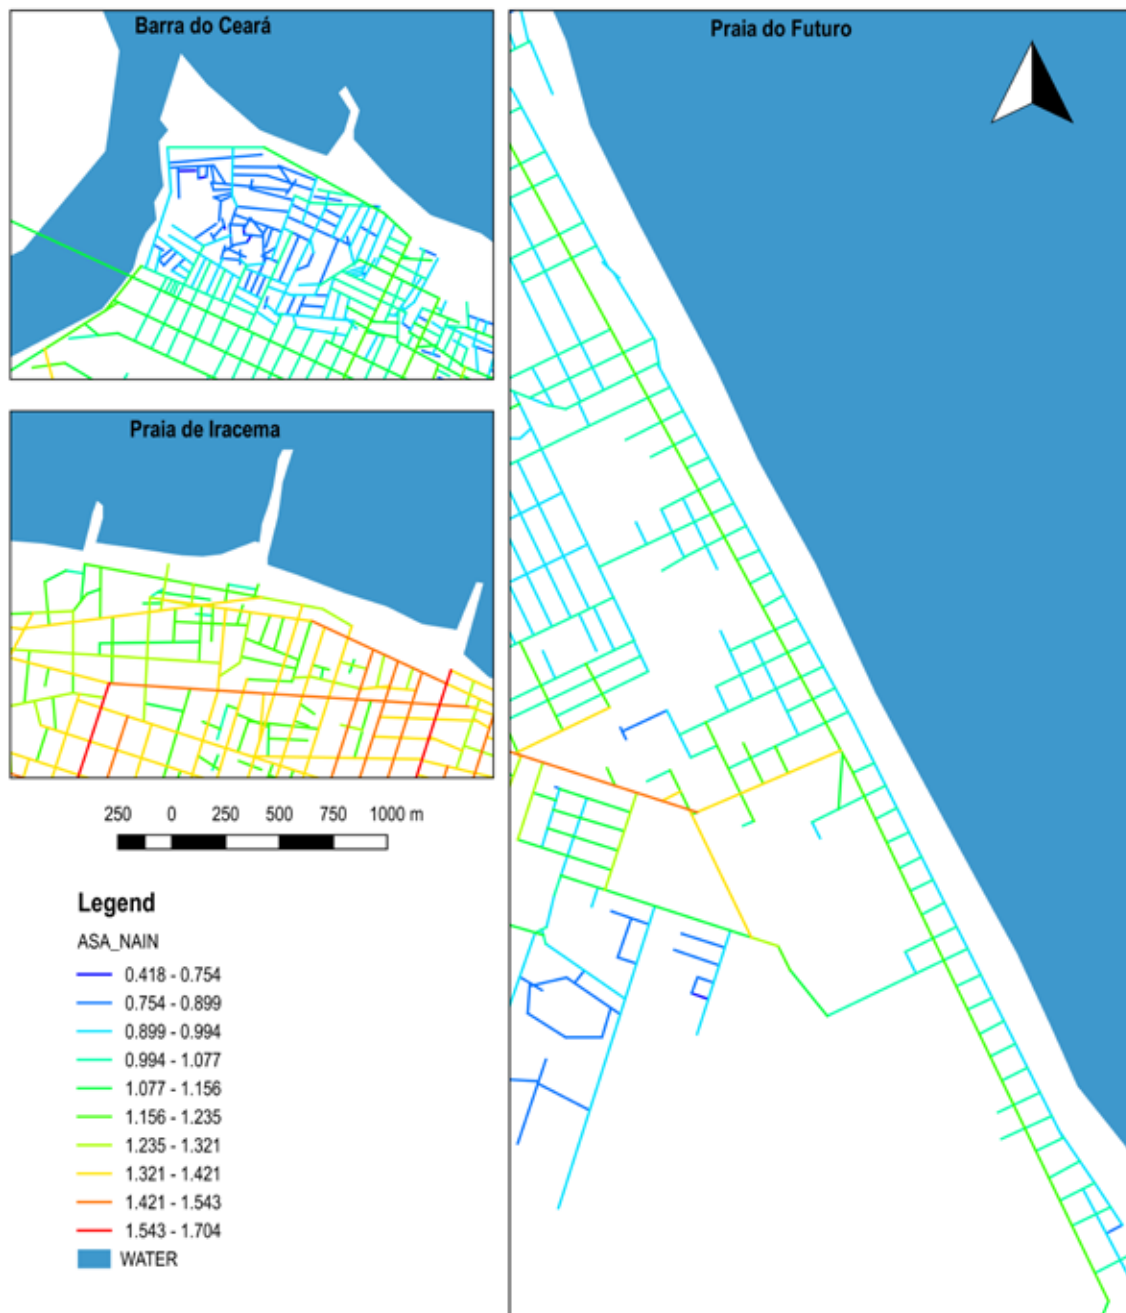 Barra do Ceará
Praia do Futuro
Praia de Iracema
250 0 250 500 750 1000 m
Legend
ASA_NAIN
0.418 - 0.754
0.754 - 0.899
0.899 - 0.994
0.994 - 1.077
1.077 - 1.156
1.156 - 1.235
1.235 - 1.321
1.321 - 1.421
1.421 - 1.543
1.543 - 1.704
WATER